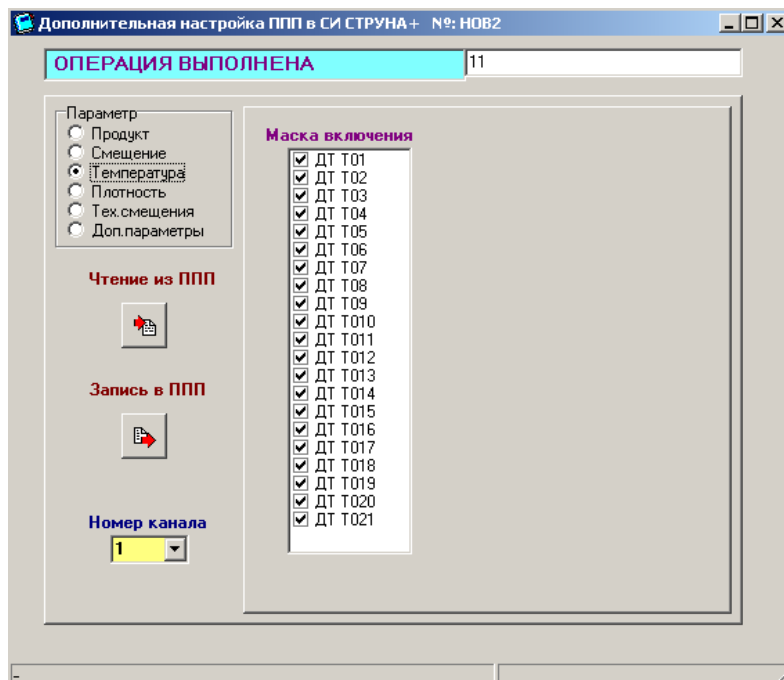 Дополнительная настройка ППП в СИ СТРУНА+ №: НОВ2
ОПЕРАЦИЯ ВЫПОЛНЕНА
11
Параметр
Продукт
Смещение
Температура
Плотность
Тех.смещения
Доп.параметры
Чтение из ППП
Запись в ППП
Номер канала
1
Маска включения
ДТ Т01
ДТ Т02
ДТ Т03
ДТ Т04
ДТ Т05
ДТ Т06
ДТ Т07
ДТ Т08
ДТ Т09
ДТ Т010
ДТ Т011
ДТ Т012
ДТ Т013
ДТ Т014
ДТ Т015
ДТ Т016
ДТ Т017
ДТ Т018
ДТ Т019
ДТ Т020
ДТ Т021
-